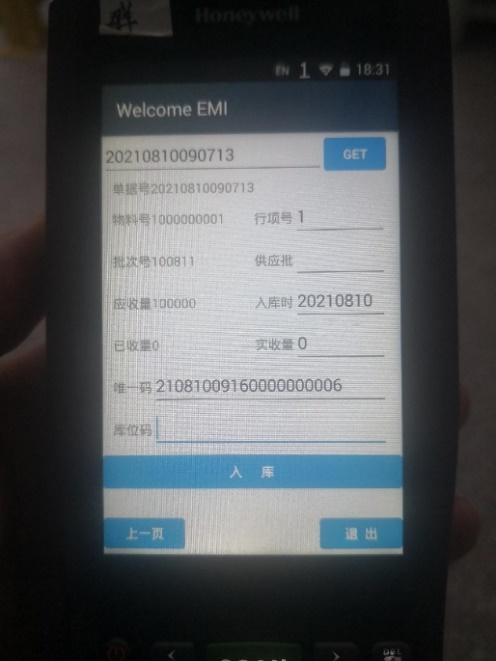 胖
Honeywell
EN 1 18:31
Welcome EMI
20210810090713 GET
单据号20210810090713
物料号1000000001 行项号 1
批次号100811 供应批
应收量100000 入库时 20210810
已收量0 实收量 0
唯一码 21081009160000000006
库位码
入 库
上一页 退 出
DEL